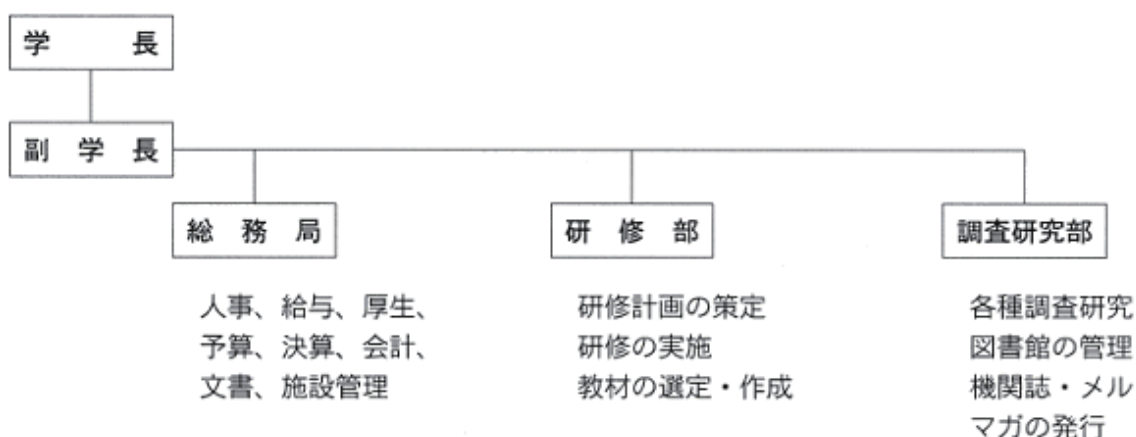 学長
副学長
総務局
研修部
調査研究部
人事、給与、厚生、
予算、決算、会計、
文書、施設管理
研修計画の策定
研修の実施
教材の選定・作成
各種調査研究
図書館の管理
機関誌・メル
マガの発行